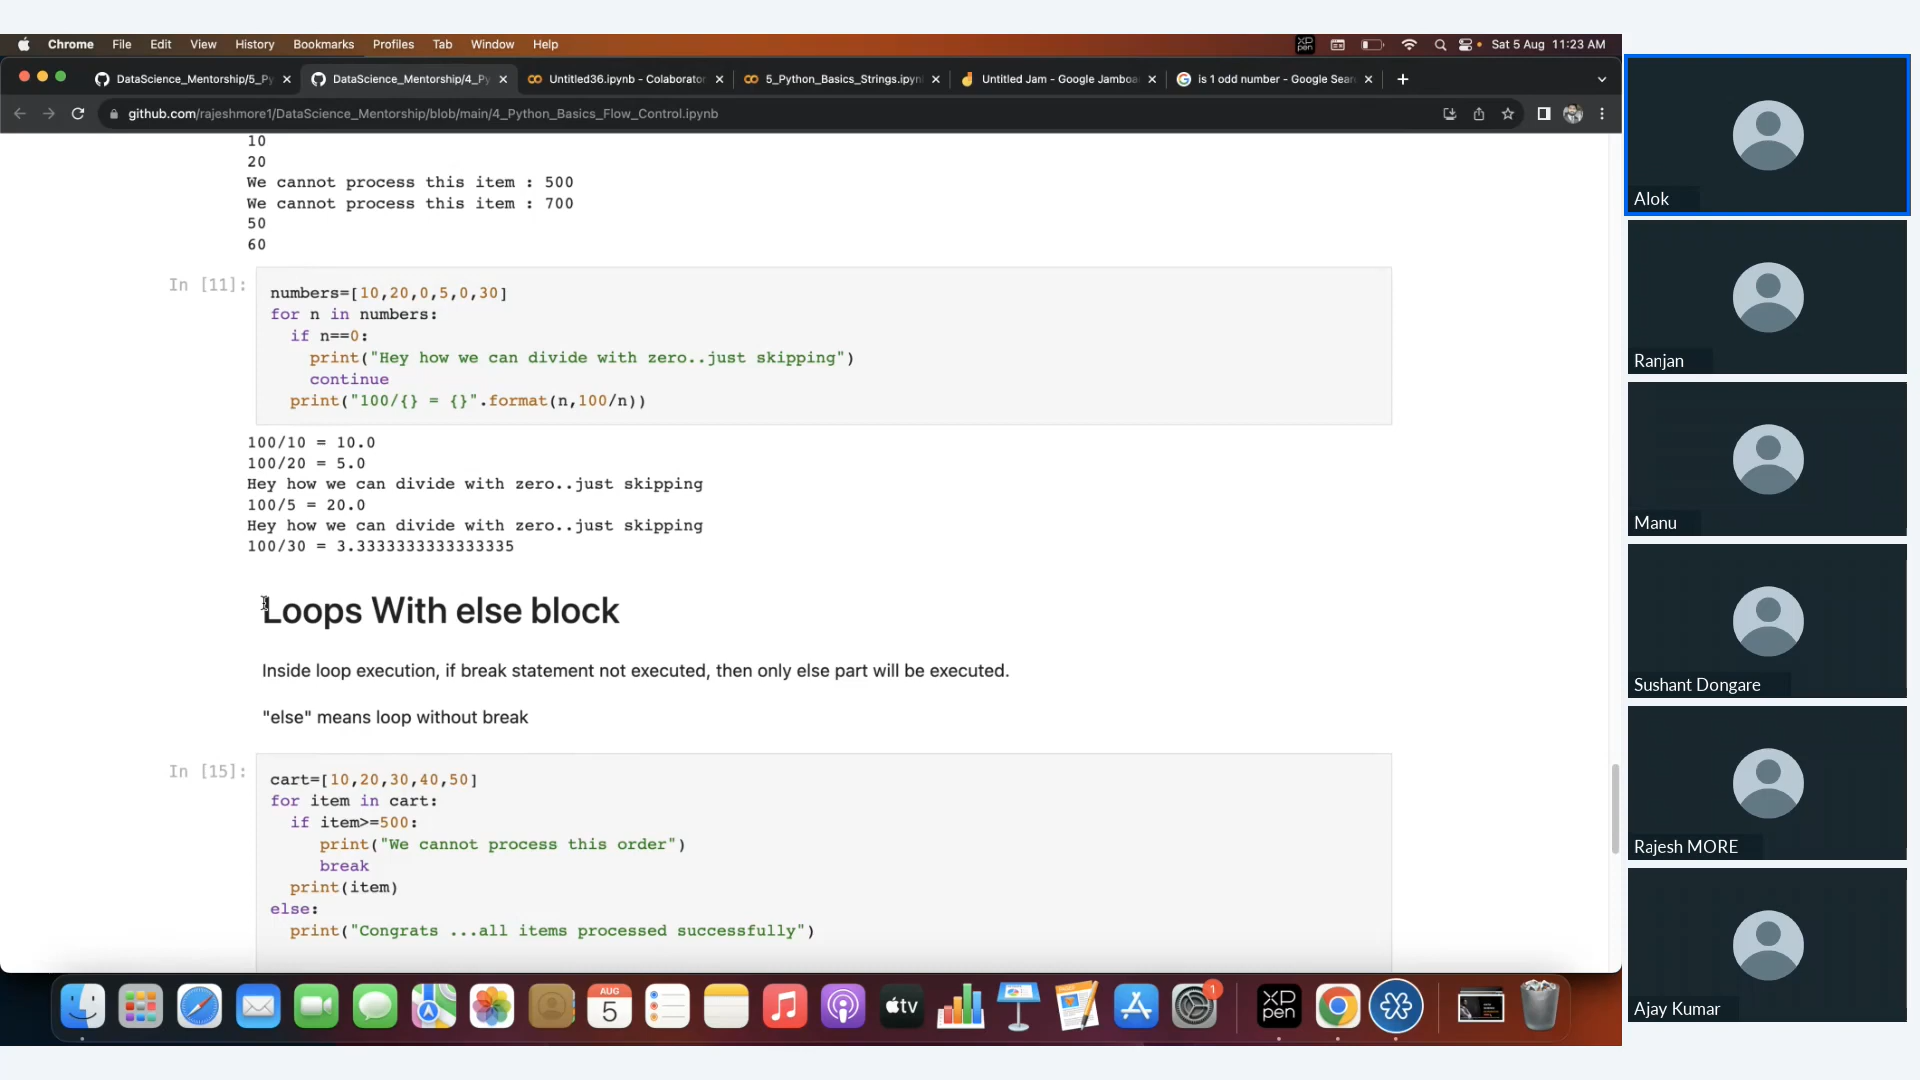 Chrome File Edit View History Bookmarks Profiles Tab Window Help
XP pen
Sat 5 Aug 11:23 AM
DataScience_Mentorship/5_Py
DataScience_Mentorship/4_Py
Untitled36.ipynb - Colaborator
5_Python_Basics_Strings.ipyn
Untitled Jam - Google Jamboa
is 1 odd number - Google Sear
github.com/rajeshmore1/DataScience_Mentorship/blob/main/4_Python_Basics_Flow_Control.ipynb
10
20
We cannot process this item : 500
We cannot process this item : 700
50
60
In [11]:
numbers=[10,20,0,5,0,30]
for n in numbers:
  if n==0:
    print("Hey how we can divide with zero..just skipping")
    continue
  print("100/{} = {}".format(n,100/n))
100/10 = 10.0
100/20 = 5.0
Hey how we can divide with zero..just skipping
100/5 = 20.0
Hey how we can divide with zero..just skipping
100/30 = 3.3333333333333335
Loops With else block
Inside loop execution, if break statement not executed, then only else part will be executed.
"else" means loop without break
In [15]:
cart=[10,20,30,40,50]
for item in cart:
  if item>=500:
     print("We cannot process this order")
     break
  print(item)
else:
  print("Congrats ...all items processed successfully")
Alok
Ranjan
Manu
Sushant Dongare
Rajesh MORE
Ajay Kumar
AUG
5
tv
1
XP
pen